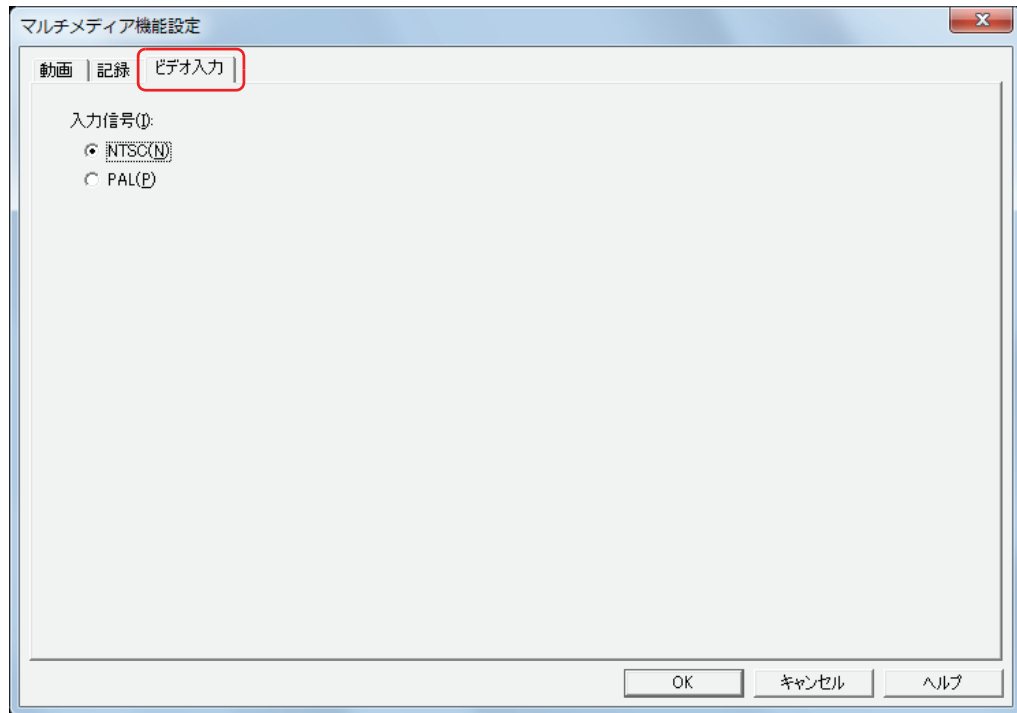 マルチメディア機能設定
動画 記録 ビデオ入力
入力信号(I):
NTSC(N)
PAL(P)
OK キャンセル ヘルプ